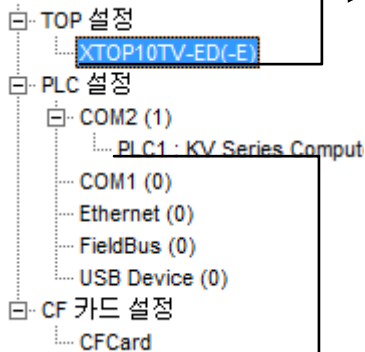 TOP 설정
XTOP10TV-ED(-E)
PLC 설정
COM2 (1)
PLC1 : KV Series Comput
COM1 (0)
Ethernet (0)
FieldBus (0)
USB Device (0)
CF 카드 설정
CFCard